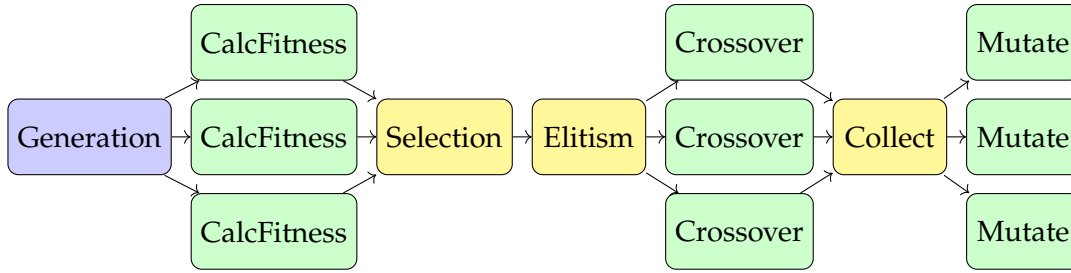 CalcFitness
Crossover
Mutate
Generation
CalcFitness
Selection
Elitism
Crossover
Collect
Mutate
CalcFitness
Crossover
Mutate